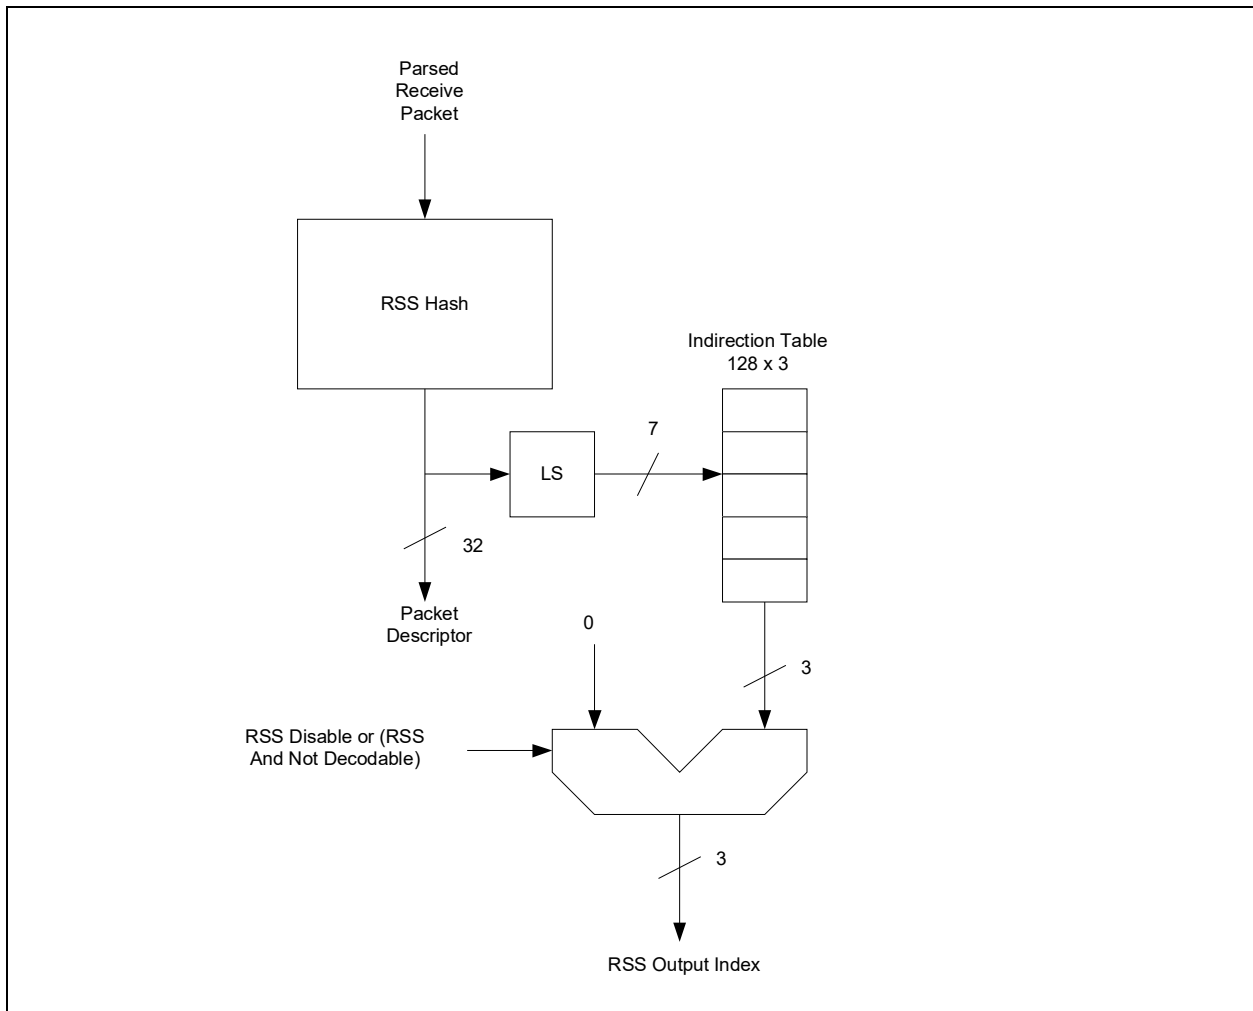 Parsed
Receive
Packet
RSS Hash
Indirection Table
128 x 3
7
LS
32
Packet
Descriptor
0
3
RSS Disable or (RSS
And Not Decodable)
3
RSS Output Index